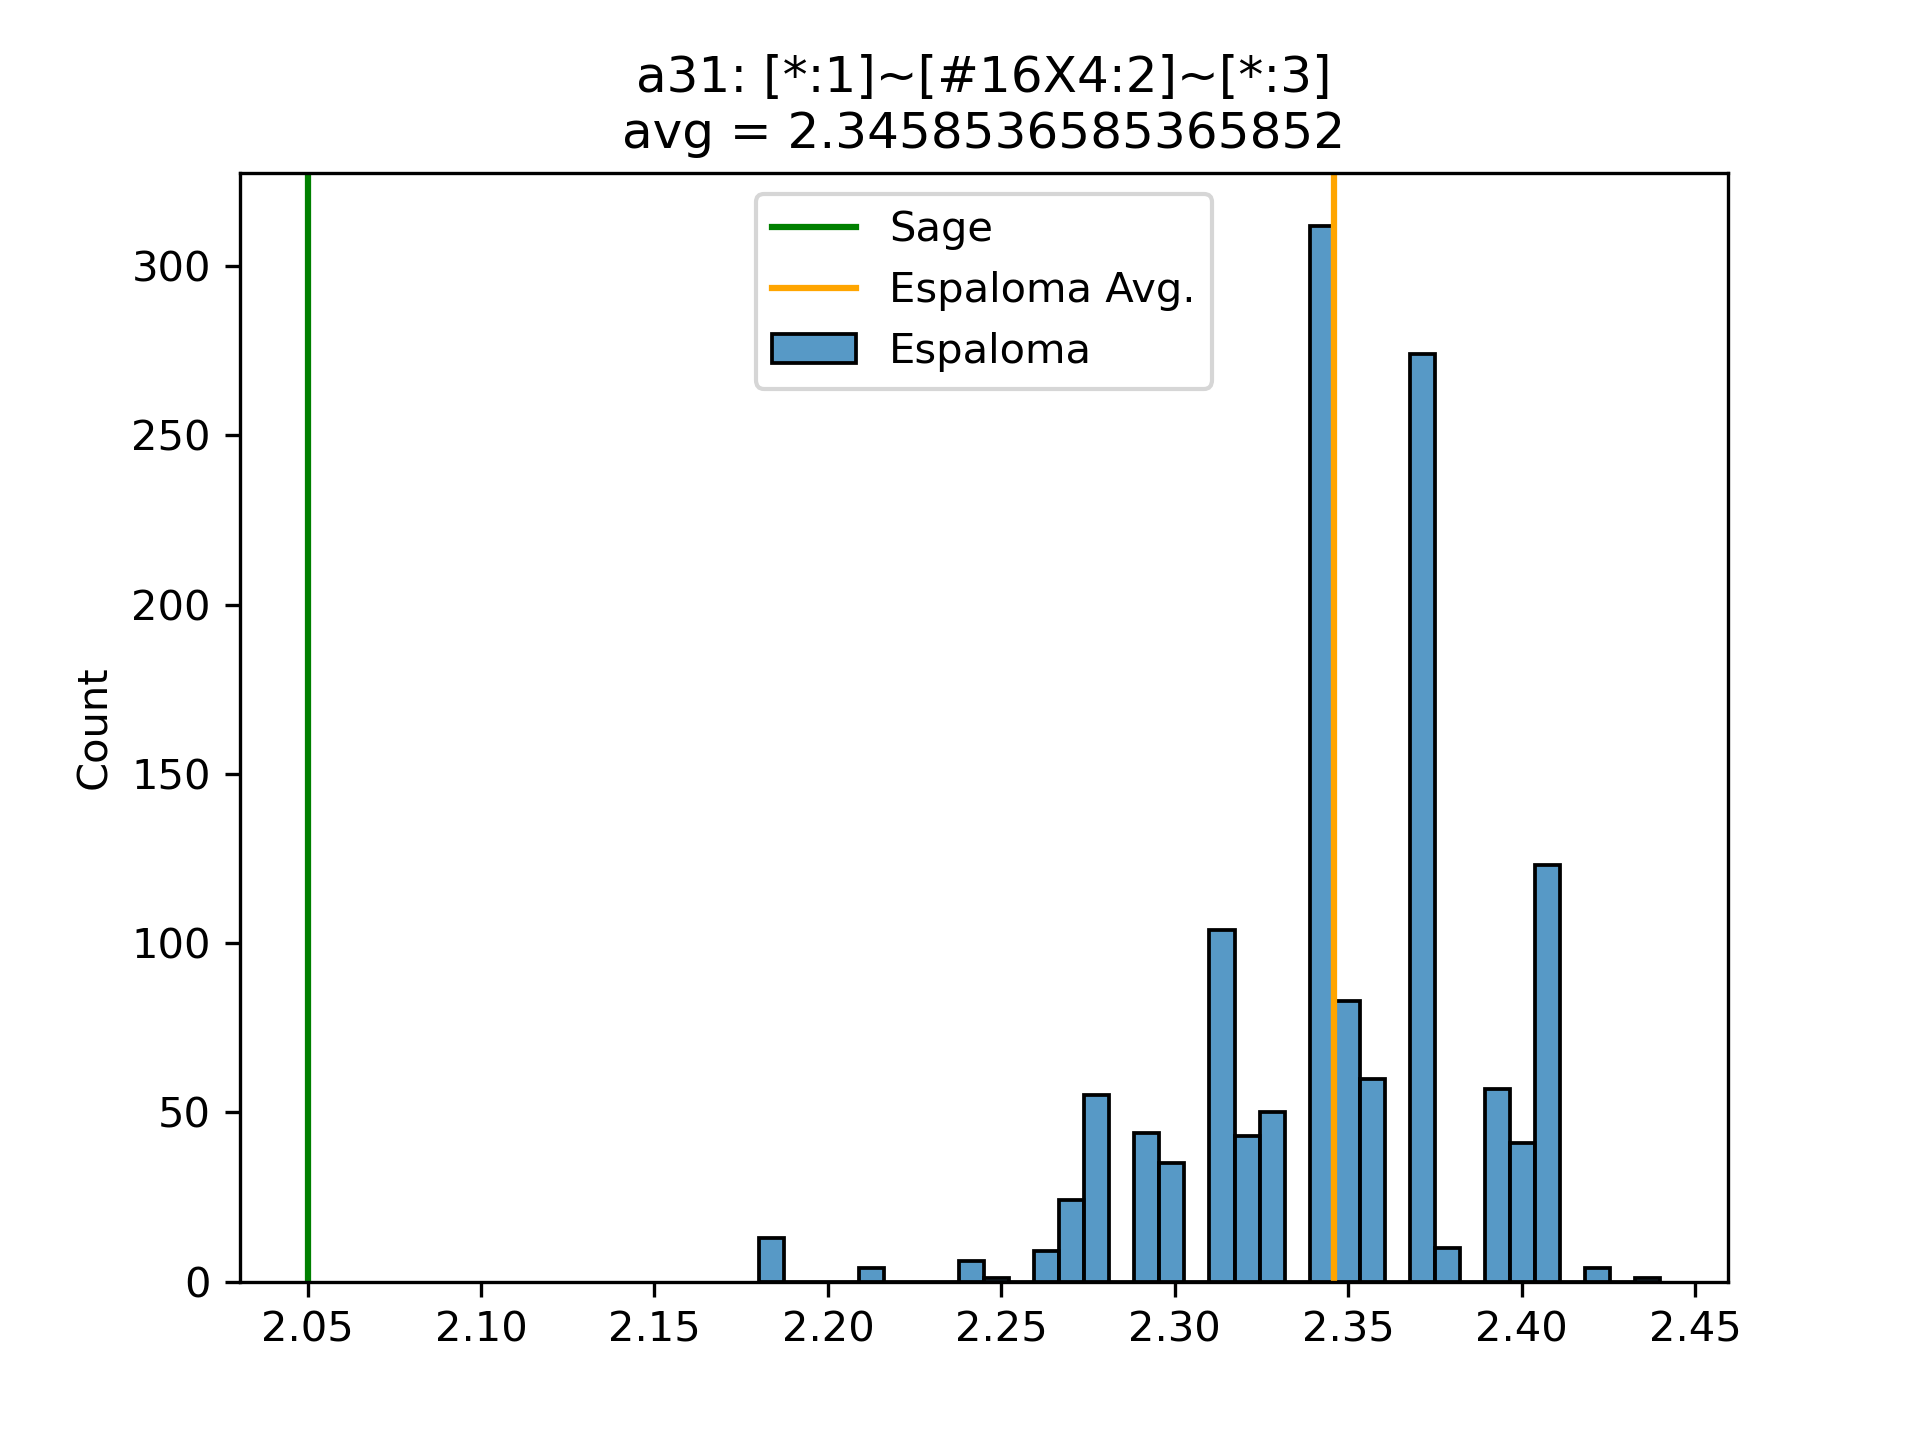 a31: [*:1]~[#16X4:2]~[*:3]
avg = 2.3458536585365852
Sage
Espaloma Avg.
Espaloma
Count
300
250
200
150
100
50
0
2.05 2.10 2.15 2.20 2.25 2.30 2.35 2.40 2.45